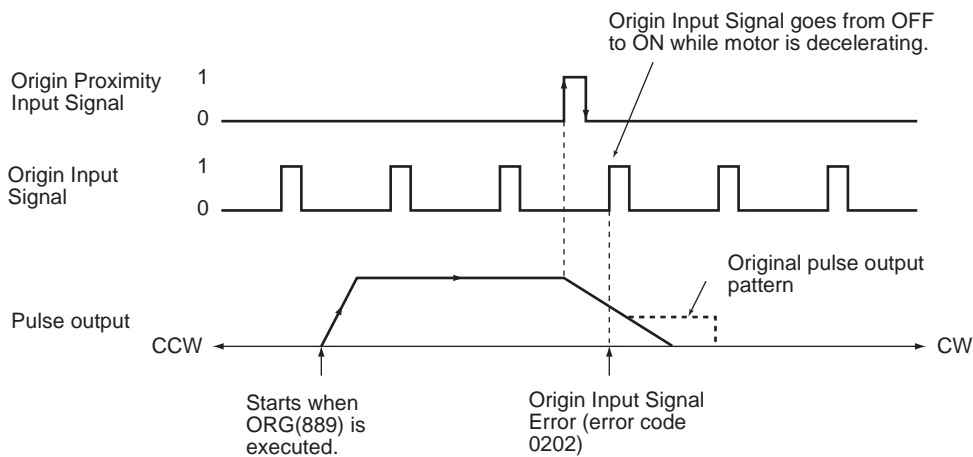 Origin Input Signal goes from OFF
to ON while motor is decelerating.
Origin Proximity
Input Signal
1
0
Origin Input
Signal
1
0
Original pulse output
pattern
Pulse output
CCW
CW
Starts when
ORG(889) is
executed.
Origin Input Signal
Error (error code
0202)